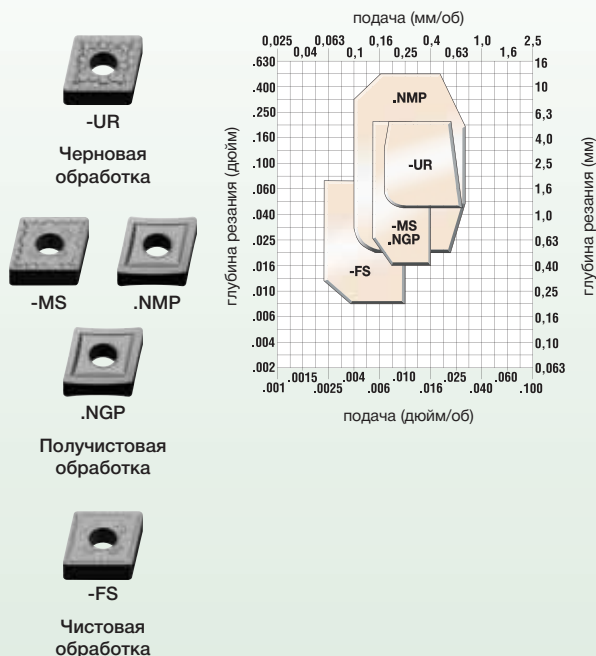 -UR
Черновая
обработка
-MS .NMP
.NGP
Получистовая
обработка
-FS
Чистовая
обработка
подача (мм/об)
0,025 0,063 0,16 0,4 1,0 2,5
0,04 0,1 0,25 0,63 1,6
глубина резания (дюйм)
.630
.400
.250
.160
.100
.060
.040
.025
.016
.010
.006
.004
.002
.NMP
-UR
-MS
.NGP
-FS
16
10
6,3
4,0
2,5
1,6
1,0
0,63
0,40
0,25
0,16
0,10
0,063
глубина резания (мм)
.0015 .004 .010 .025 .060
.001 .0025 .006 .016 .040 .100
подача (дюйм/об)